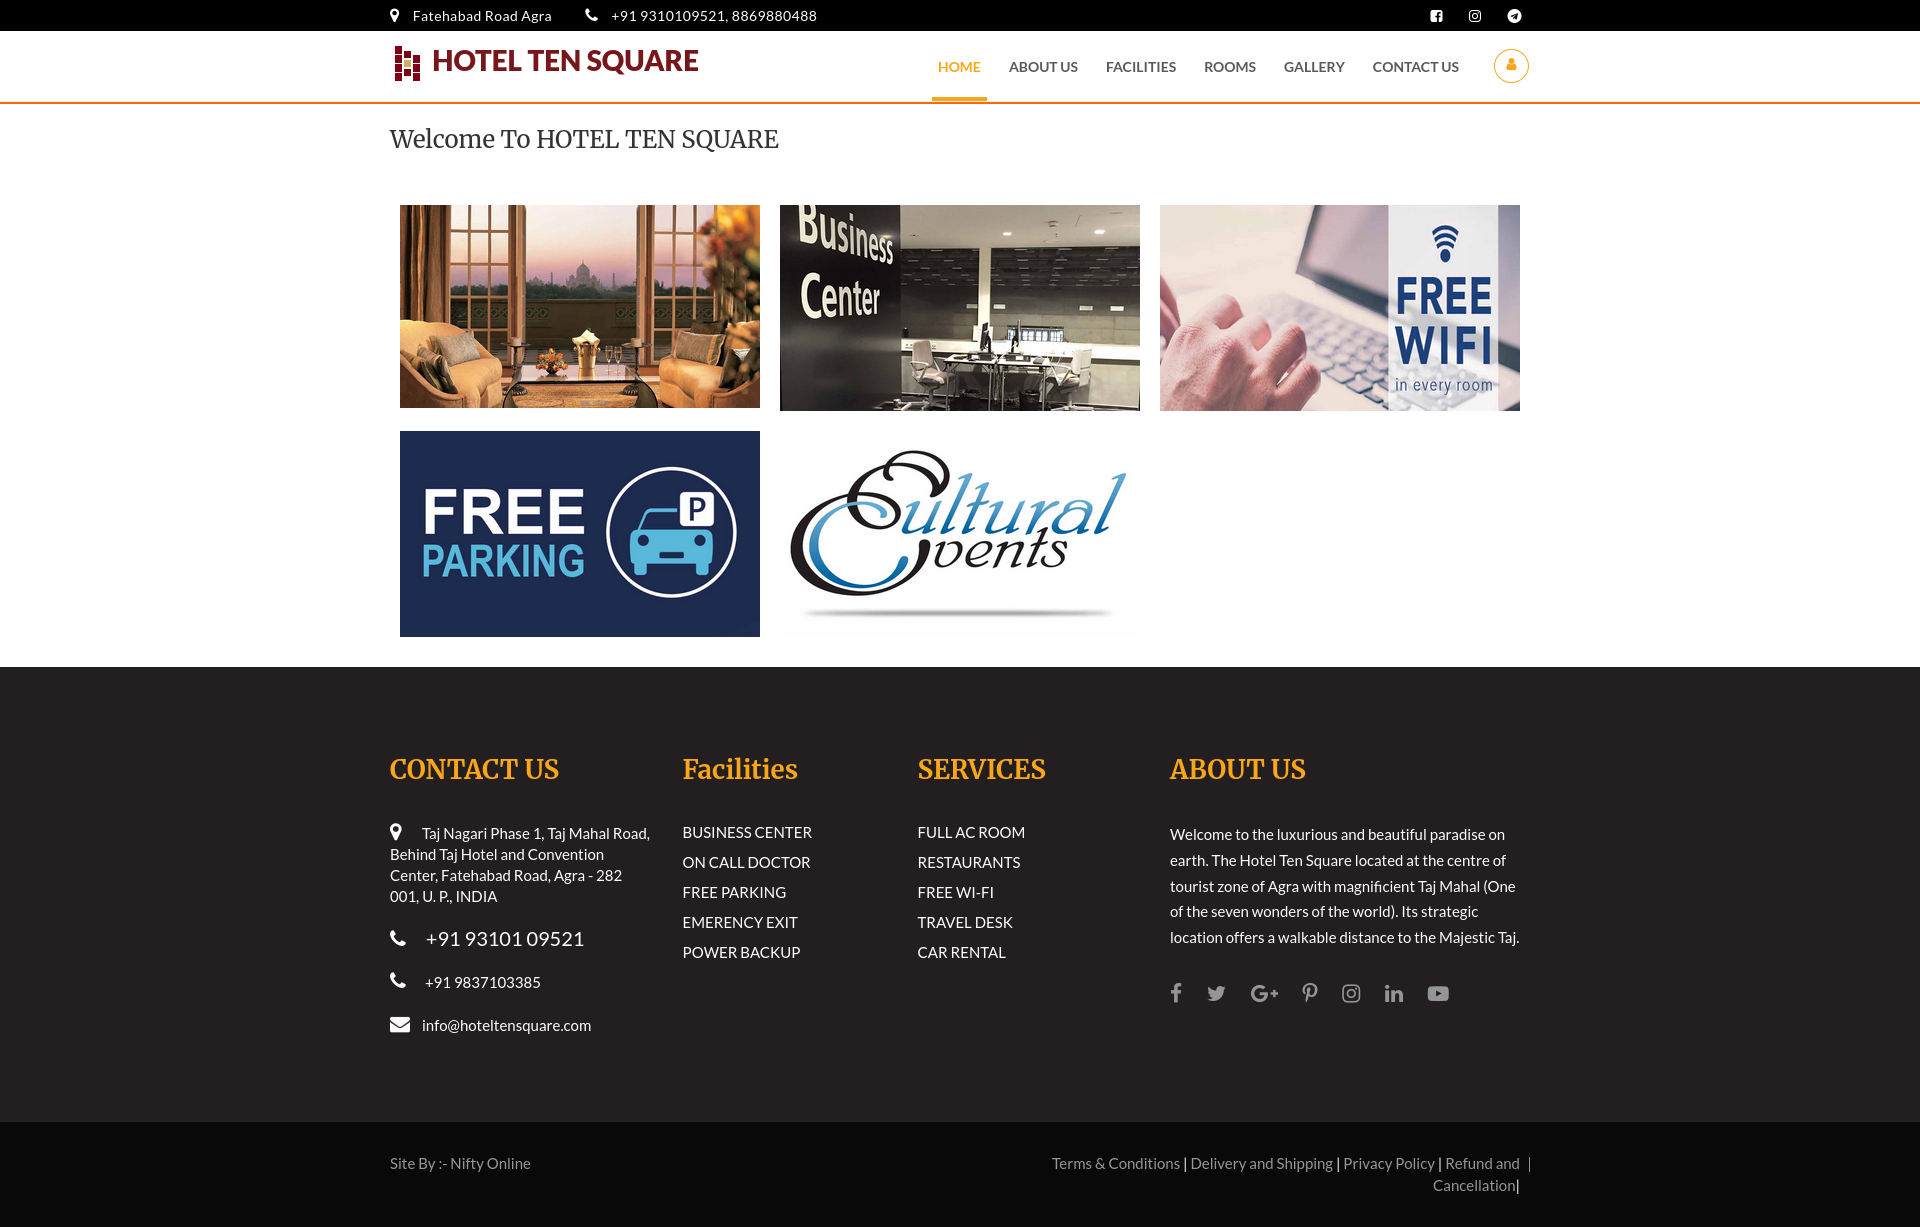 Fatehabad Road Agra
+91 9310109521, 8869880488
HOTEL TEN SQUARE
HOME
ABOUT US
FACILITIES
ROOMS
GALLERY
CONTACT US
Welcome To HOTEL TEN SQUARE
Business
Center
FREE
WIFI
in every room
FREE
P
PARKING
Cultural
Events
CONTACT US
Taj Nagari Phase 1, Taj Mahal Road,
Behind Taj Hotel and Convention
Center, Fatehabad Road, Agra - 282
001, U. P., INDIA
+91 93101 09521
+91 9837103385
info@hoteltensquare.com
Facilities
BUSINESS CENTER
ON CALL DOCTOR
FREE PARKING
EMERENCY EXIT
POWER BACKUP
SERVICES
FULL AC ROOM
RESTAURANTS
FREE WI-FI
TRAVEL DESK
CAR RENTAL
ABOUT US
Welcome to the luxurious and beautiful paradise on
earth. The Hotel Ten Square located at the centre of
tourist zone of Agra with magnificient Taj Mahal (One
of the seven wonders of the world). Its strategic
location offers a walkable distance to the Majestic Taj.
Site By :- Nifty Online
Terms & Conditions | Delivery and Shipping | Privacy Policy | Refund and |
Cancellation|